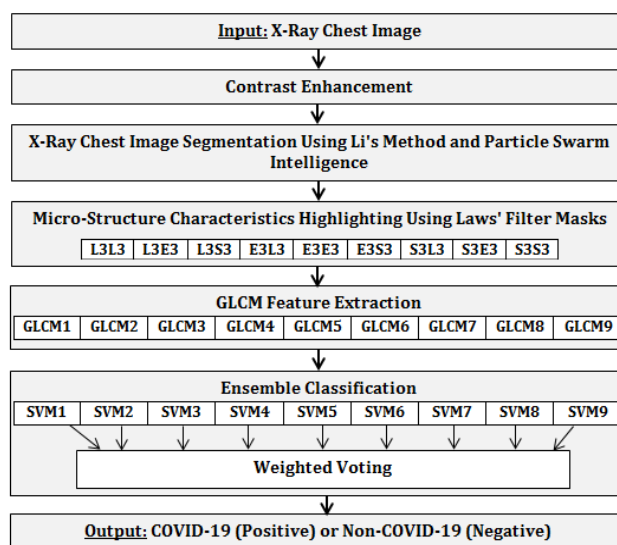 Input: X-Ray Chest Image
Contrast Enhancement
X-Ray Chest Image Segmentation Using Li's Method and Particle Swarm
Intelligence
Micro-Structure Characteristics Highlighting Using Laws' Filter Masks
L3L3 L3E3 L3S3 E3L3 E3E3 E3S3 S3L3 S3E3 S3S3
GLCM Feature Extraction
GLCM1 GLCM2 GLCM3 GLCM4 GLCM5 GLCM6 GLCM7 GLCM8 GLCM9
Ensemble Classification
SVM1 SVM2 SVM3 SVM4 SVM5 SVM6 SVM7 SVM8 SVM9
Weighted Voting
Output: COVID-19 (Positive) or Non-COVID-19 (Negative)